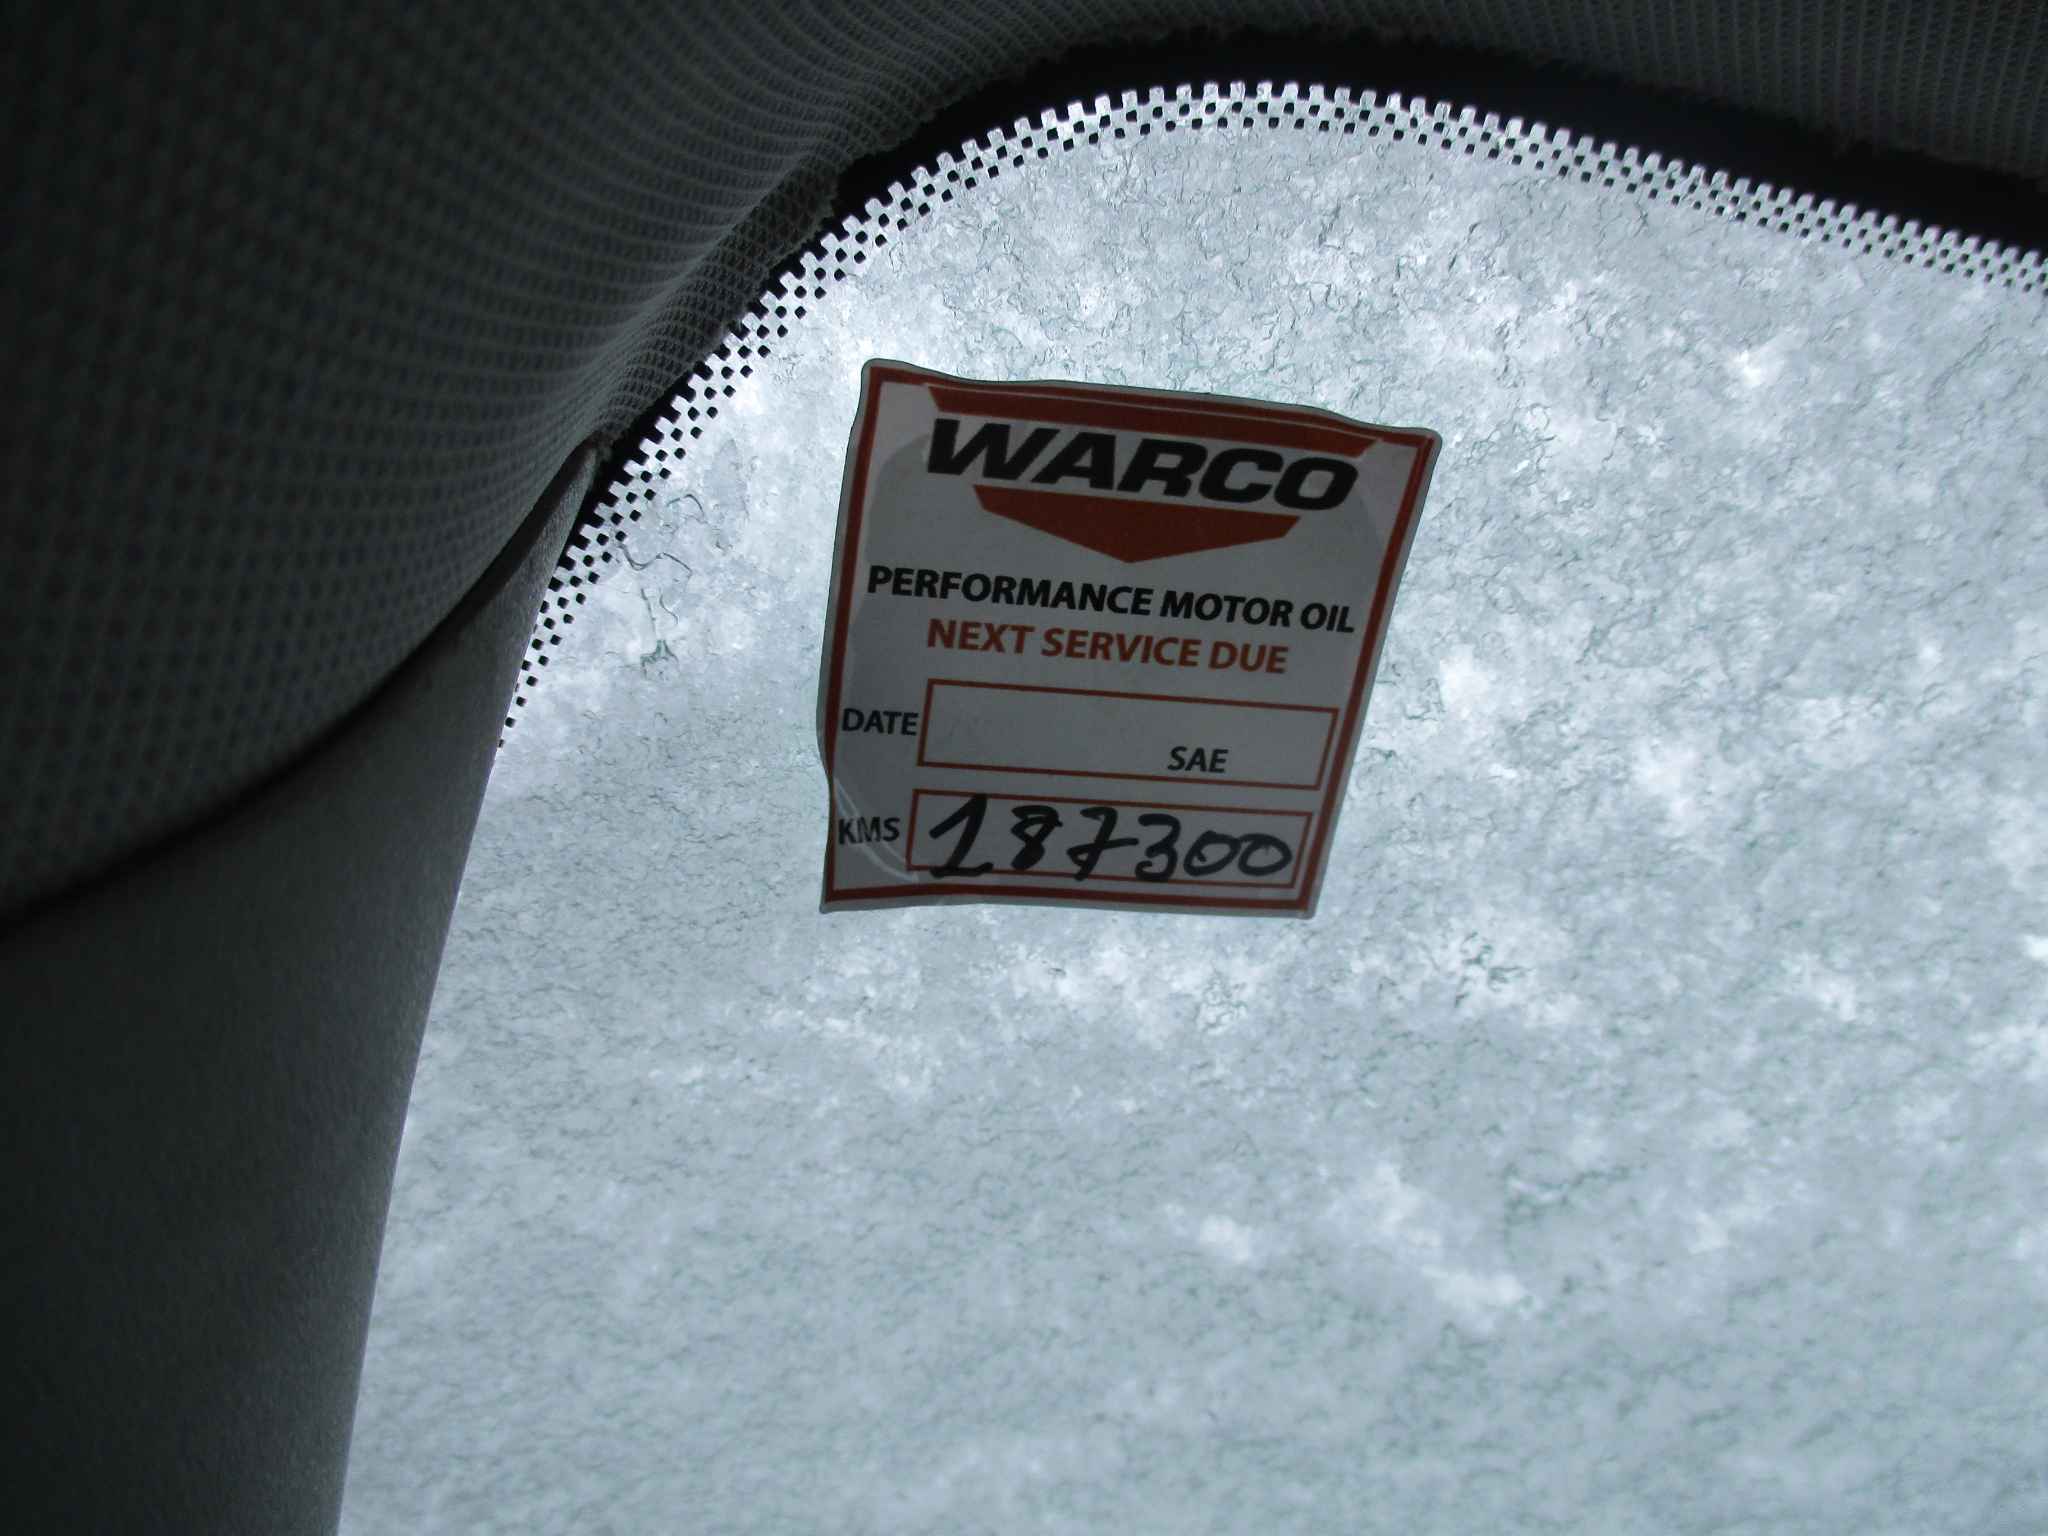 WARCO
PERFORMANCE MOTOR OIL
NEXT SERVICE DUE
DATE
SAE
KMS 187300